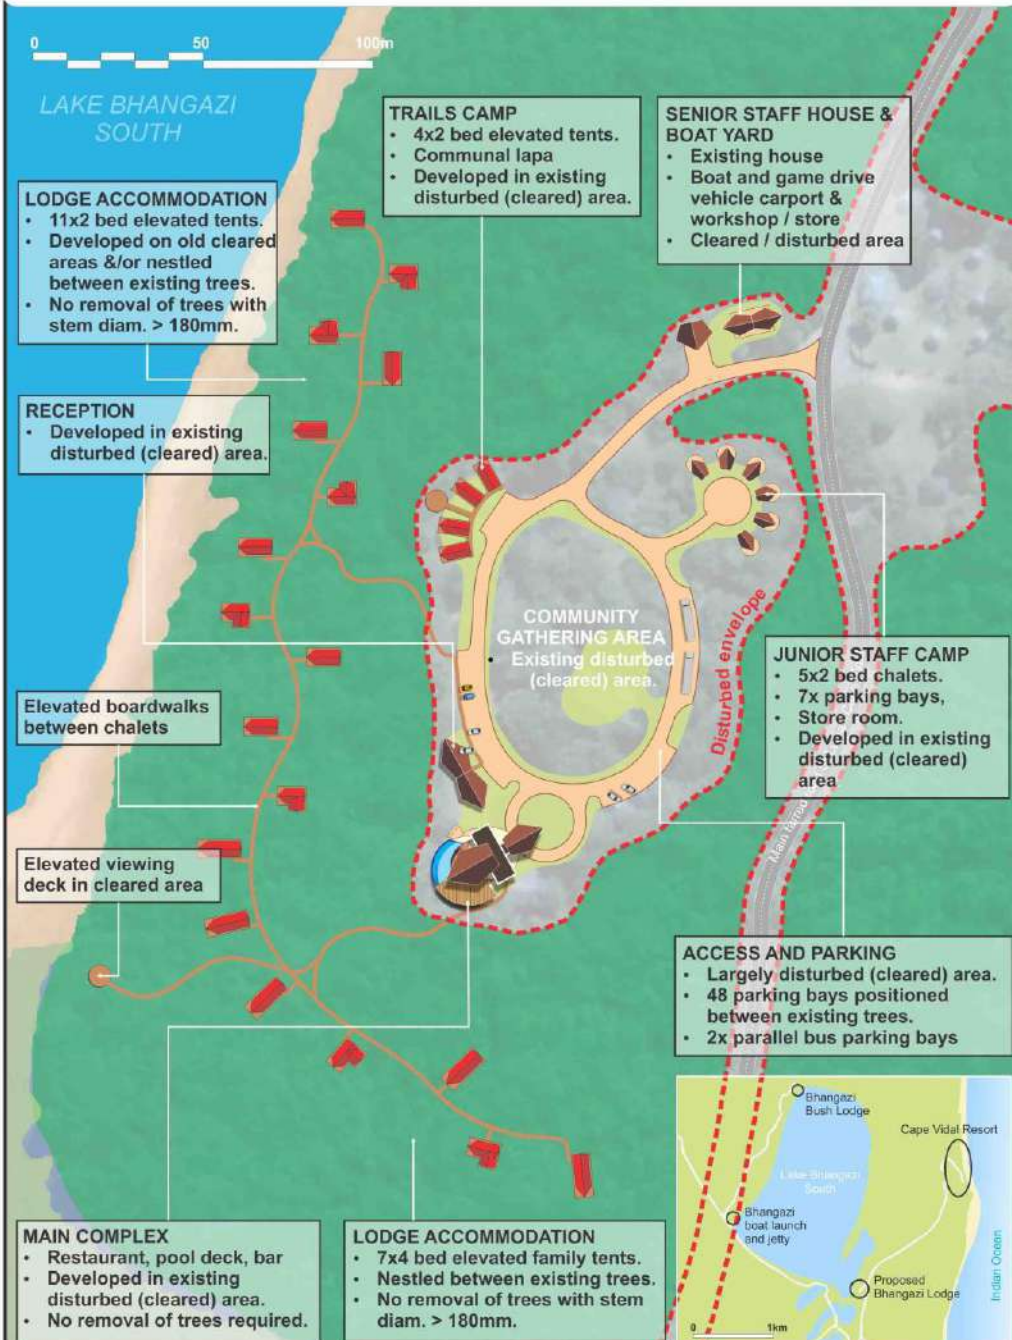 0 50 100m
LAKE BHANGAZI
SOUTH
TRAILS CAMP
• 4x2 bed elevated tents.
• Communal lapa
• Developed in existing
disturbed (cleared) area.
SENIOR STAFF HOUSE &
BOAT YARD
• Existing house
• Boat and game drive
vehicle carport &
workshop / store
• Cleared / disturbed area
LODGE ACCOMMODATION
• 11x2 bed elevated tents.
• Developed on old cleared
areas &/or nestled
between existing trees.
• No removal of trees with
stem diam. > 180mm.
RECEPTION
• Developed in existing
disturbed (cleared) area.
COMMUNITY
GATHERING AREA
• Existing disturbed
(cleared) area.
Disturbed envelope
JUNIOR STAFF CAMP
• 5x2 bed chalets.
• 7x parking bays,
• Store room.
• Developed in existing
disturbed (cleared)
area
Elevated boardwalks
between chalets
Main tarred
Elevated viewing
deck in cleared area
ACCESS AND PARKING
• Largely disturbed (cleared) area.
• 48 parking bays positioned
between existing trees.
• 2x parallel bus parking bays
MAIN COMPLEX
• Restaurant, pool deck, bar
• Developed in existing
disturbed (cleared) area.
• No removal of trees required.
LODGE ACCOMMODATION
• 7x4 bed elevated family tents.
• Nestled between existing trees.
• No removal of trees with stem
diam. > 180mm.
Bhangazi
Bush Lodge
Cape Vidal Resort
Lake Bhangazi
South
Bhangazi
boat launch
and jetty
Proposed
Bhangazi Lodge
Indian Ocean
0 1km